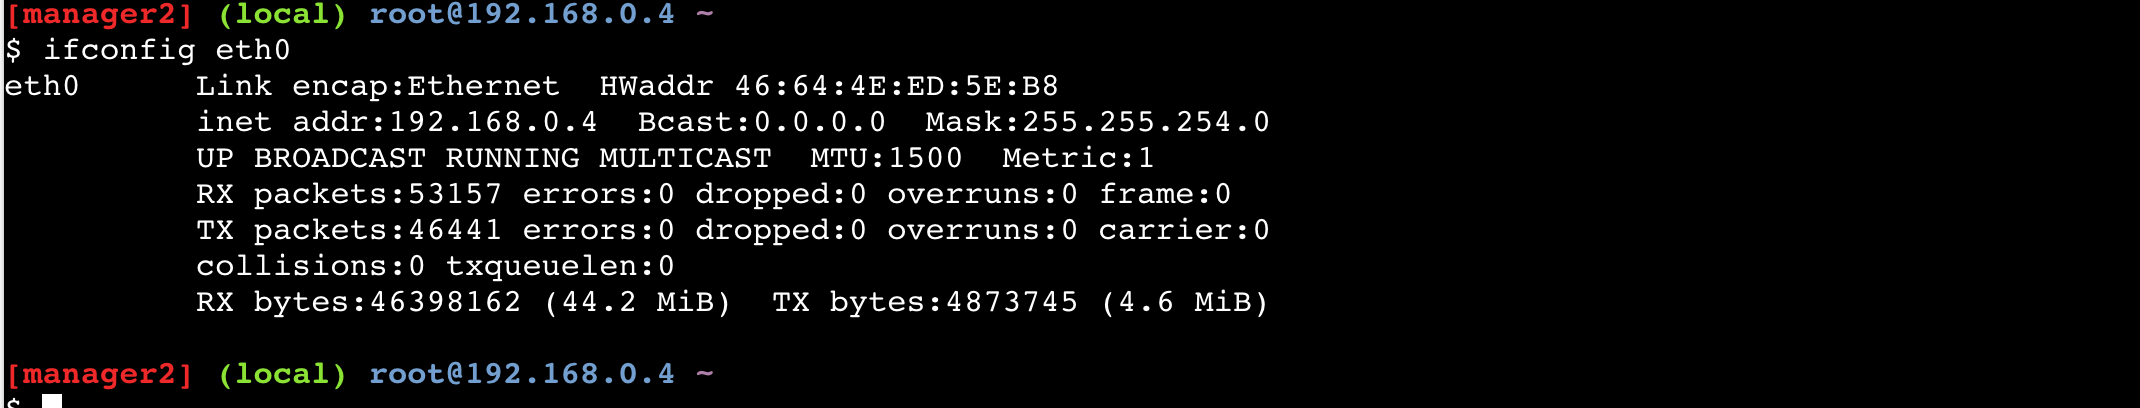 [manager2] (local) root@192.168.0.4 ~
$ ifconfig eth0
eth0      Link encap:Ethernet  HWaddr 46:64:4E:ED:5E:B8
          inet addr:192.168.0.4  Bcast:0.0.0.0  Mask:255.255.254.0
          UP BROADCAST RUNNING MULTICAST  MTU:1500  Metric:1
          RX packets:53157 errors:0 dropped:0 overruns:0 frame:0
          TX packets:46441 errors:0 dropped:0 overruns:0 carrier:0
          collisions:0 txqueuelen:0
          RX bytes:46398162 (44.2 MiB)  TX bytes:4873745 (4.6 MiB)

[manager2] (local) root@192.168.0.4 ~
$